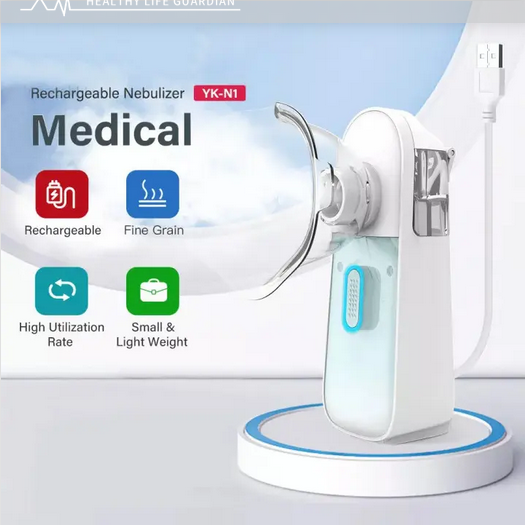 HEALTHY LIFE GUARDIAN
Rechargeable Nebulizer YK-N1
Medical
Rechargeable
Fine Grain
High Utilization
Rate
Small &
Light Weight